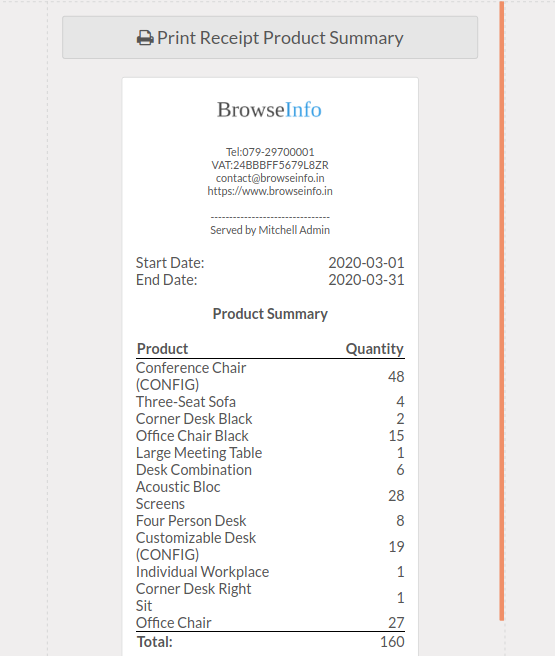 Print Receipt Product Summary
BrowseInfo
Tel:079-29700001
VAT:24BBBFF5679L8ZR
contact@browseinfo.in
https://www.browseinfo.in
--------------------------------
Served by Mitchell Admin
Start Date: 2020-03-01
End Date: 2020-03-31
Product Summary
Product Quantity
Conference Chair
(CONFIG) 48
Three-Seat Sofa 4
Corner Desk Black 2
Office Chair Black 15
Large Meeting Table 1
Desk Combination 6
Acoustic Bloc
Screens 28
Four Person Desk 8
Customizable Desk
(CONFIG) 19
Individual Workplace 1
Corner Desk Right
Sit 1
Office Chair 27
Total: 160